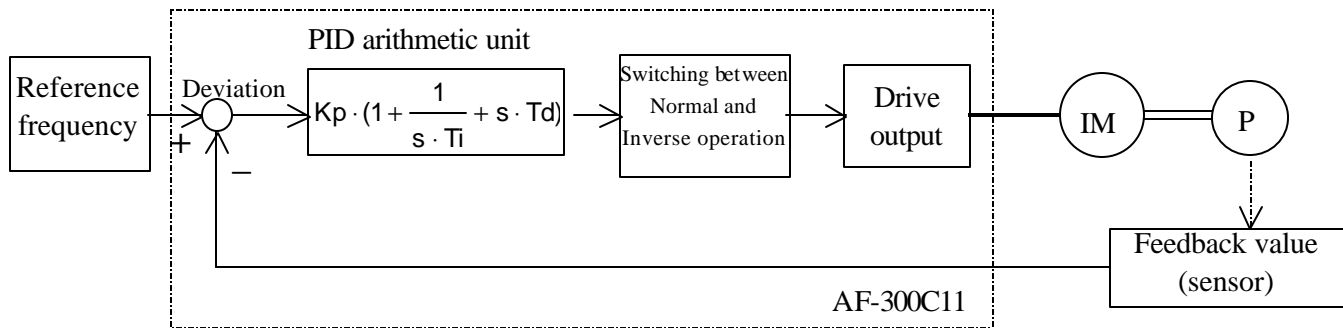 PID arithmetic unit
Reference
frequency
Deviation
+
−
Kp · (1 + 1/(s · Ti) + s · Td)
Switching between
Normal and
Inverse operation
Drive
output
IM
P
Feedback value
(sensor)
AF-300C11